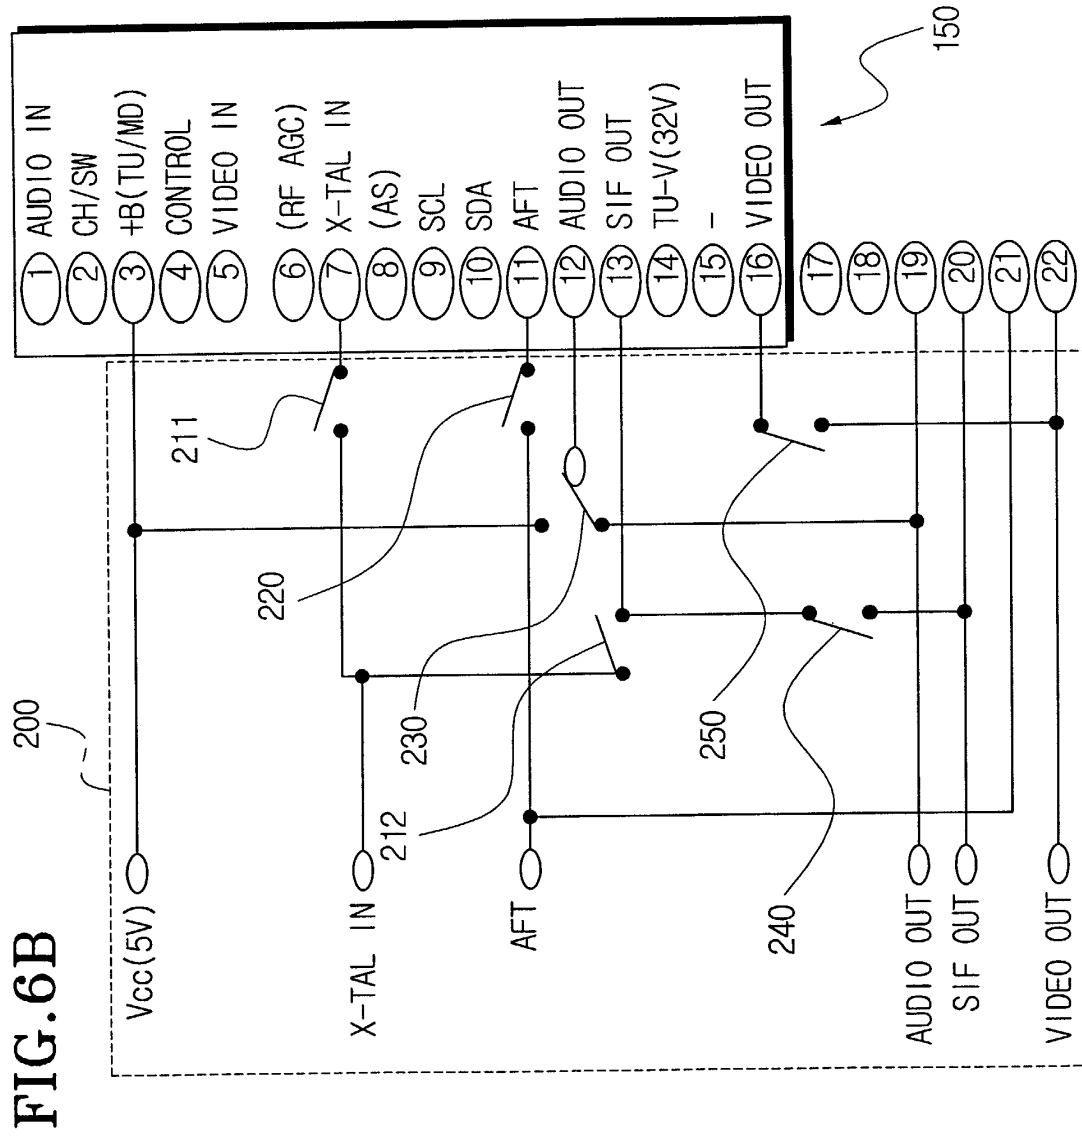 FIG.6B
200
150
1 AUDIO IN
2 CH/SW
3 +B(TU/MD)
4 CONTROL
5 VIDEO IN
6 (RF AGC)
7 X-TAL IN
8 (AS)
9 SCL
10 SDA
11 AFT
12 AUDIO OUT
13 SIF OUT
14 TU-V(32V)
15 -
16 VIDEO OUT
17
18
19
20
21
22
211
220
230
212
250
240
Vcc(5V)
X-TAL IN
AFT
AUDIO OUT
SIF OUT
VIDEO OUT